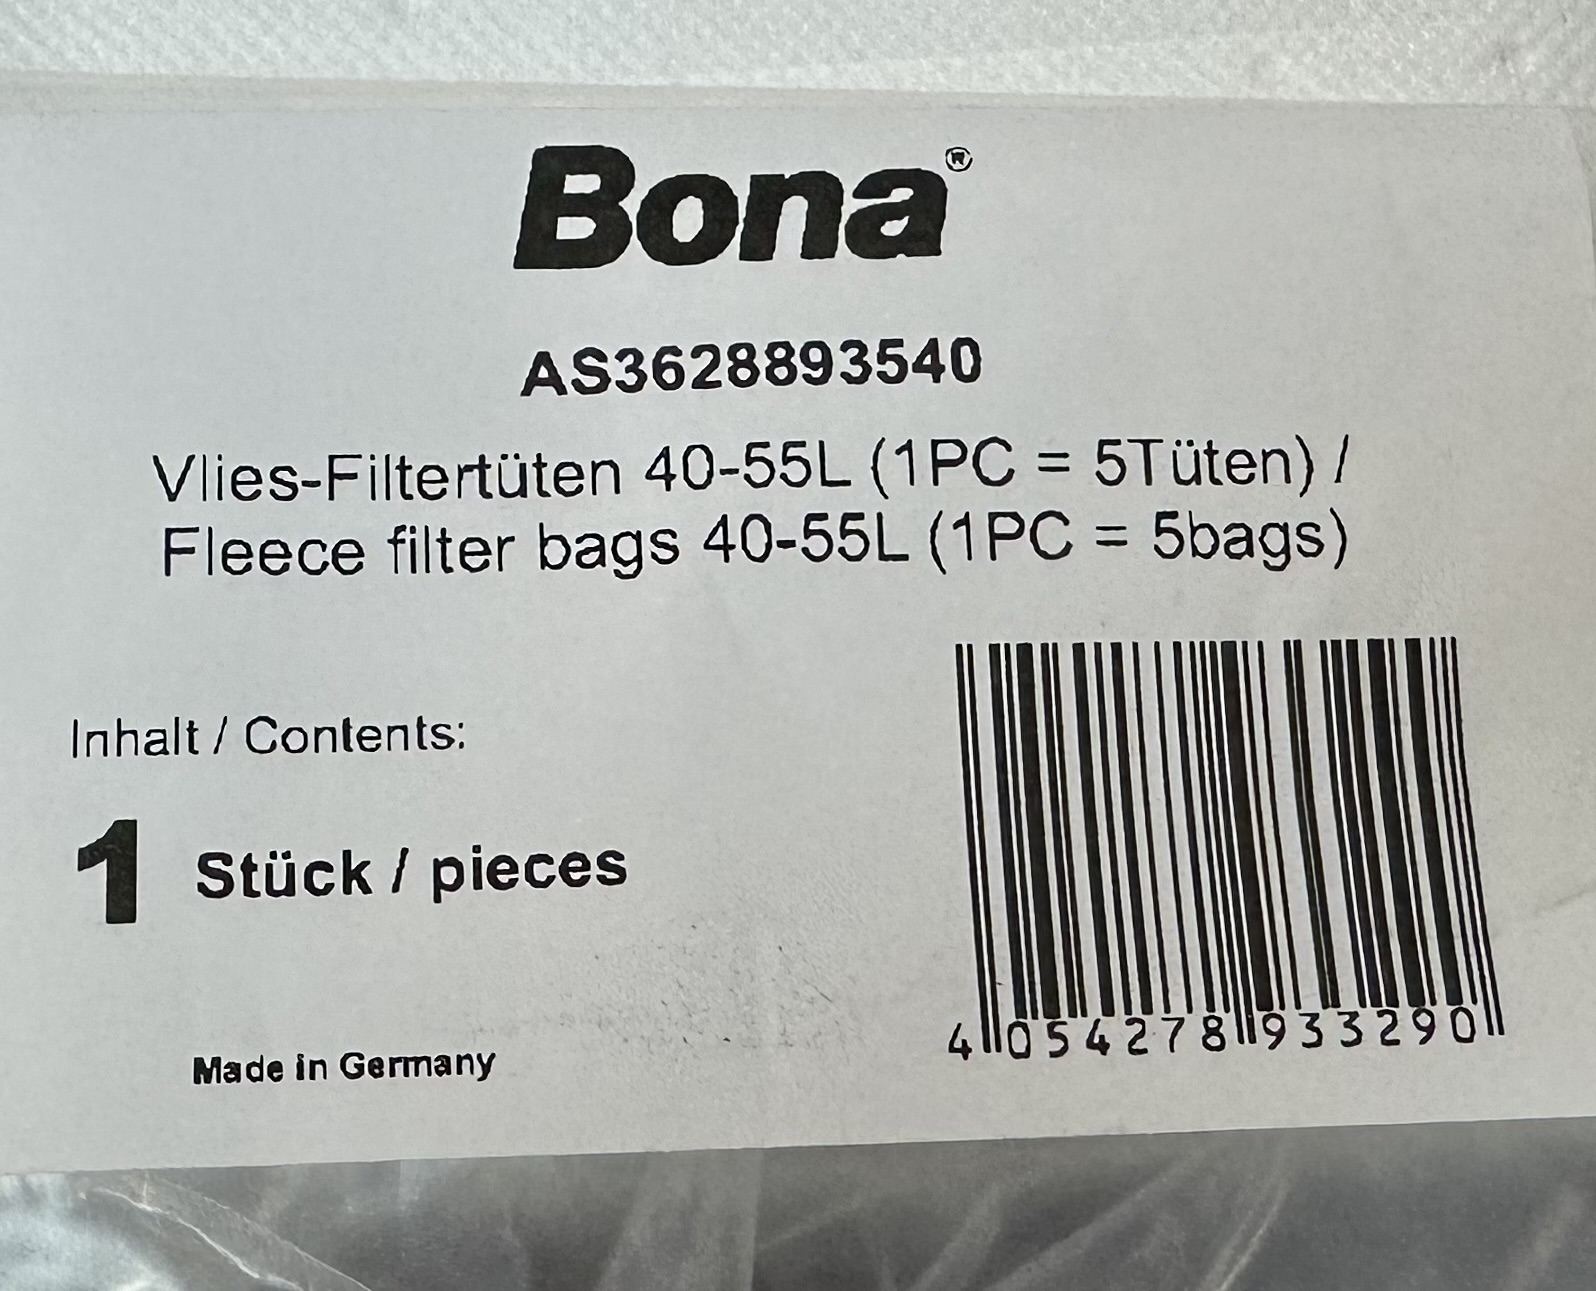 Bona®
AS3628893540
Vlies-Filtertüten 40-55L (1PC = 5Tüten) /
Fleece filter bags 40-55L (1PC = 5bags)
Inhalt / Contents:
1 Stück / pieces
Made in Germany
4 054278 933290